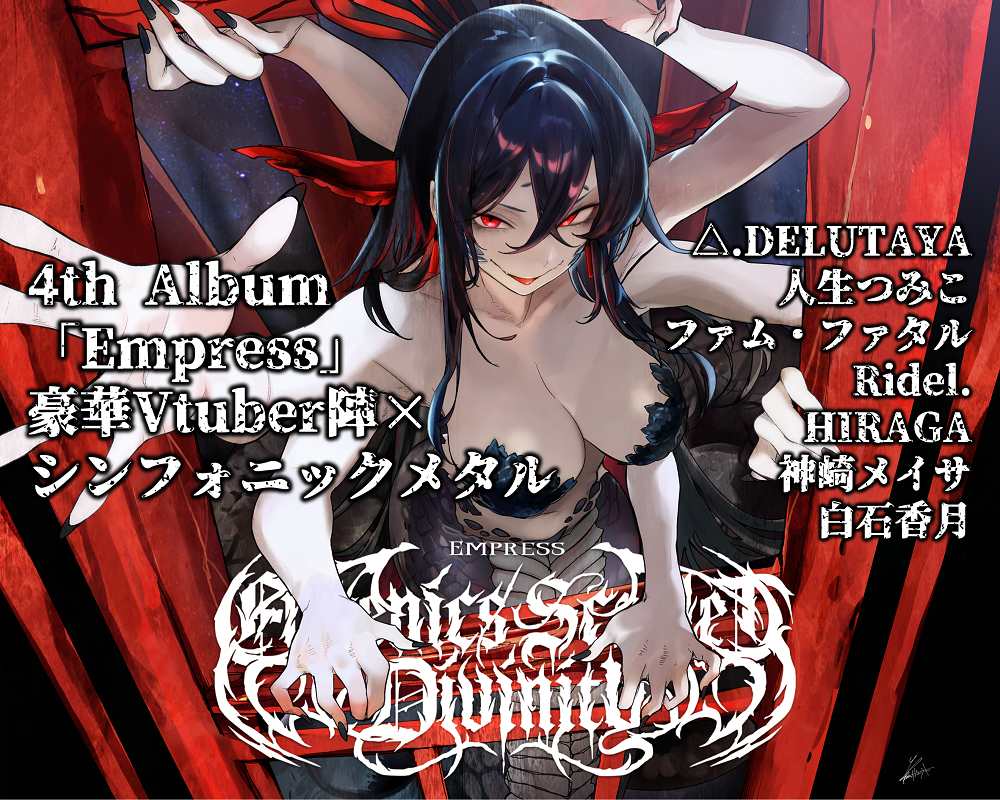 4th Album
「Empress」
豪華Vtuber陣×
シンフォニックメタル
△.DELUTAYA
人生つみこ
ファム・ファタル
Ridel.
HIRAGA
神崎メイサ
白石香月
EMPRESS
Divinity